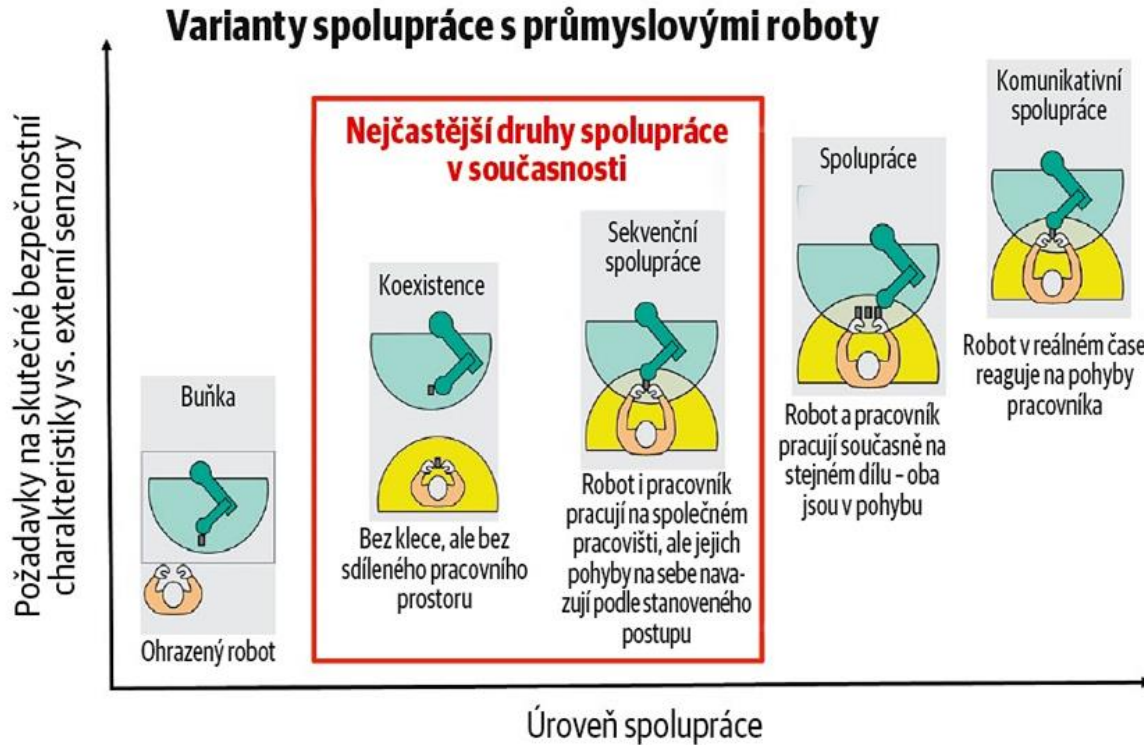 Varianty spolupráce s průmyslovými roboty
Požadavky na skutečné bezpečnostní
charakteristiky vs. externí senzory
Nejčastější druhy spolupráce
v současnosti
Buňka
Ohrazený robot
Koexistence
Bez klece, ale bez
sdíleného pracovního
prostoru
Sekvenční
spolupráce
Robot i pracovník
pracují na společném
pracovišti, ale jejich
pohyby na sebe nava-
zují podle stanoveného
postupu
Spolupráce
Robot a pracovník
pracují současně na
stejném dílu – oba
jsou v pohybu
Komunikativní
spolupráce
Robot v reálném čase
reaguje na pohyby
pracovníka
Úroveň spolupráce